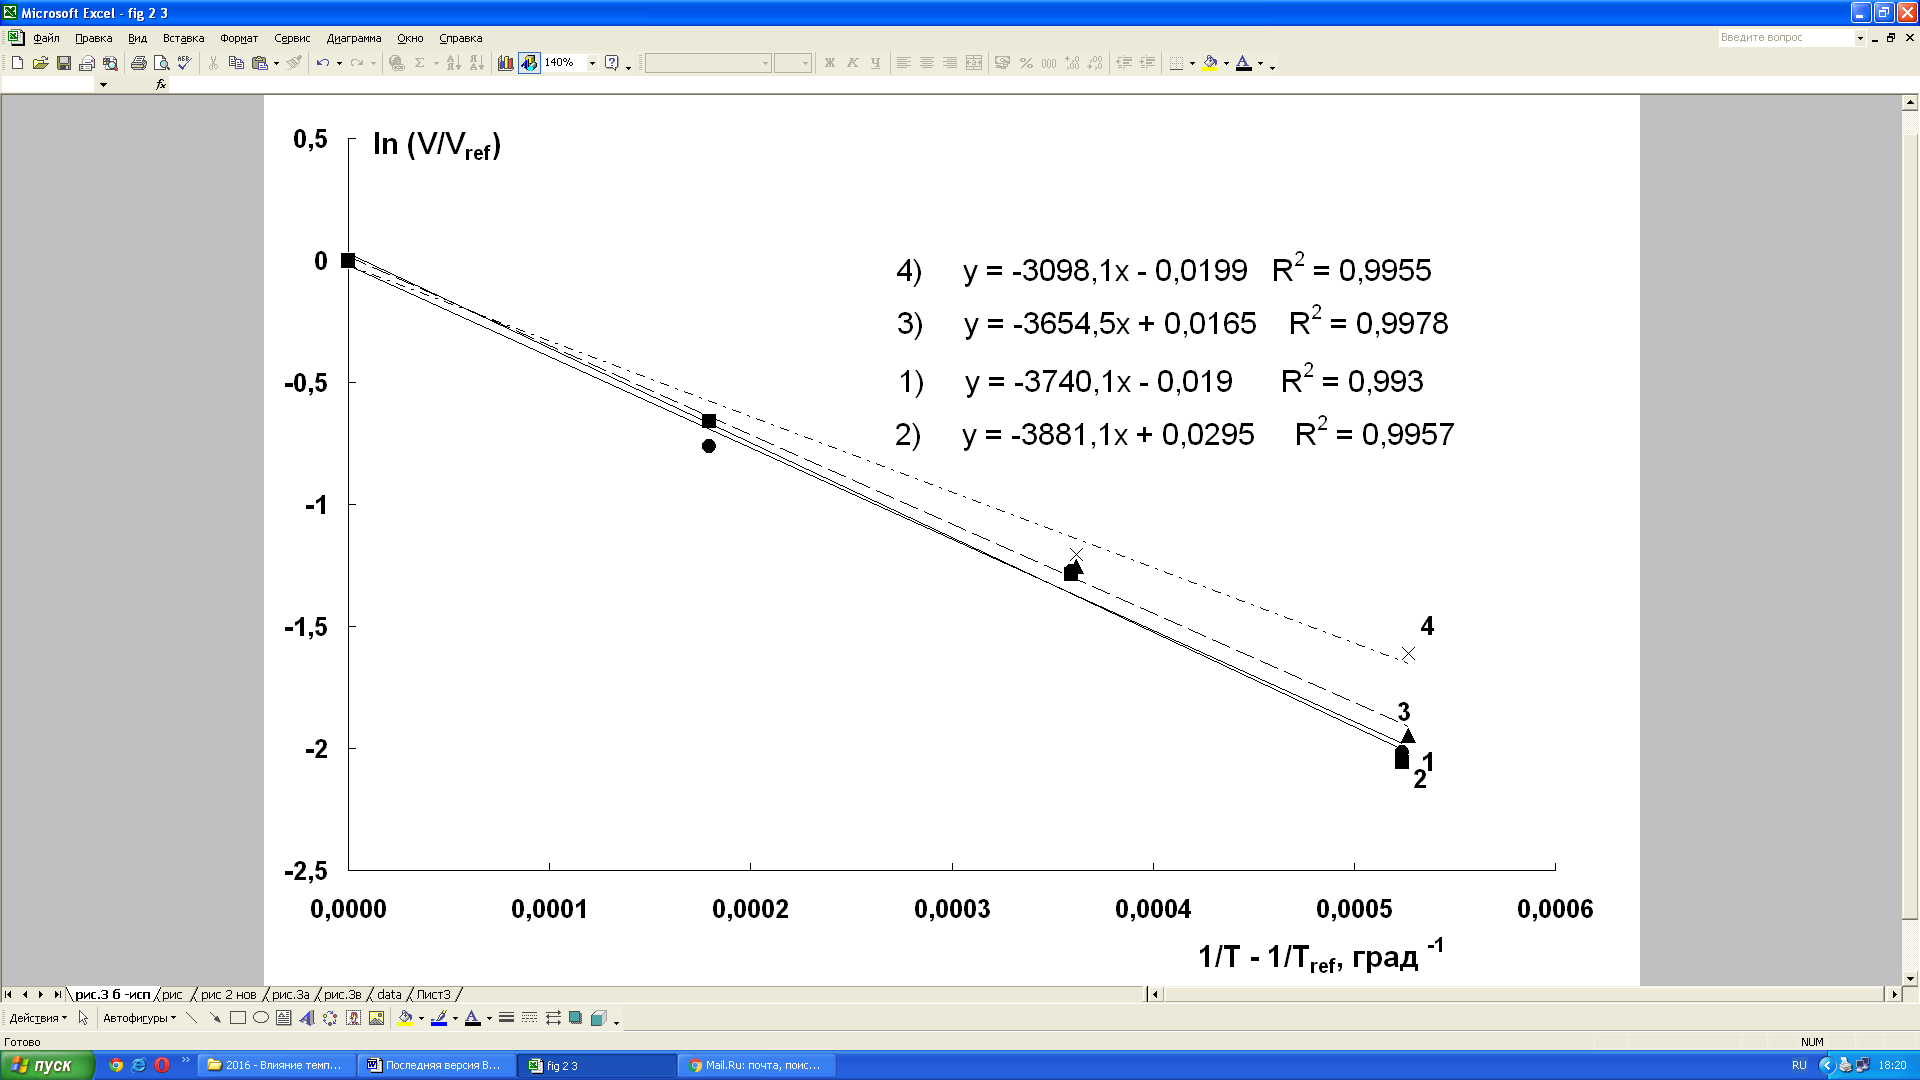 Microsoft Excel - fig 2 3
Файл Правка Вид Вставка Формат Сервис Диаграмма Окно Справка
Введите вопрос
140%
Ж К Ч
% 000
fx
0,5
ln (V/Vref)
0
4) y = -3098,1x - 0,0199 R2 = 0,9955
3) y = -3654,5x + 0,0165 R2 = 0,9978
-0,5
1) y = -3740,1x - 0,019 R2 = 0,993
2) y = -3881,1x + 0,0295 R2 = 0,9957
-1
-1,5
4
3
-2
1
2
-2,5
0,0000 0,0001 0,0002 0,0003 0,0004 0,0005 0,0006
1/T - 1/Tref, град -1
рис.3 б -исп рис рис 2 нов рис.3а рис.3в data Лист3
Действия Автофигуры
Готово
NUM
пуск
2016 - Влияние темп...
Последняя версия В...
fig 2 3
Mail.Ru: почта, поис...
RU
18:20